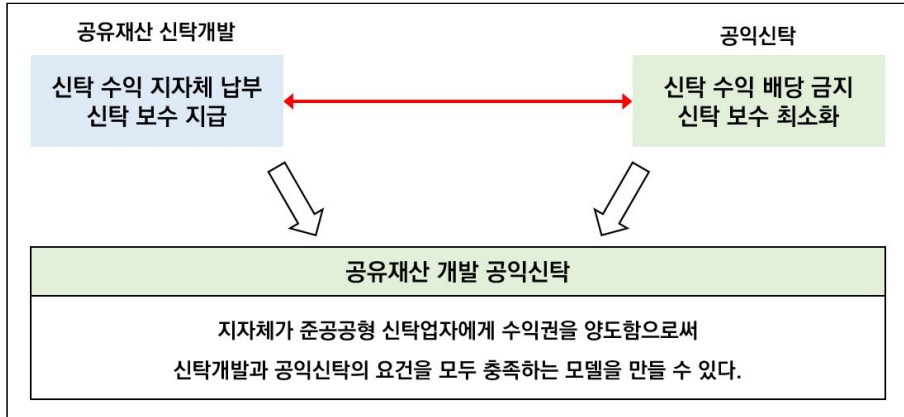 공유재산 신탁개발
공익신탁
신탁 수익 지자체 납부
신탁 보수 지급
신탁 수익 배당 금지
신탁 보수 최소화
공유재산 개발 공익신탁
지자체가 준공공형 신탁업자에게 수익권을 양도함으로써
신탁개발과 공익신탁의 요건을 모두 충족하는 모델을 만들 수 있다.